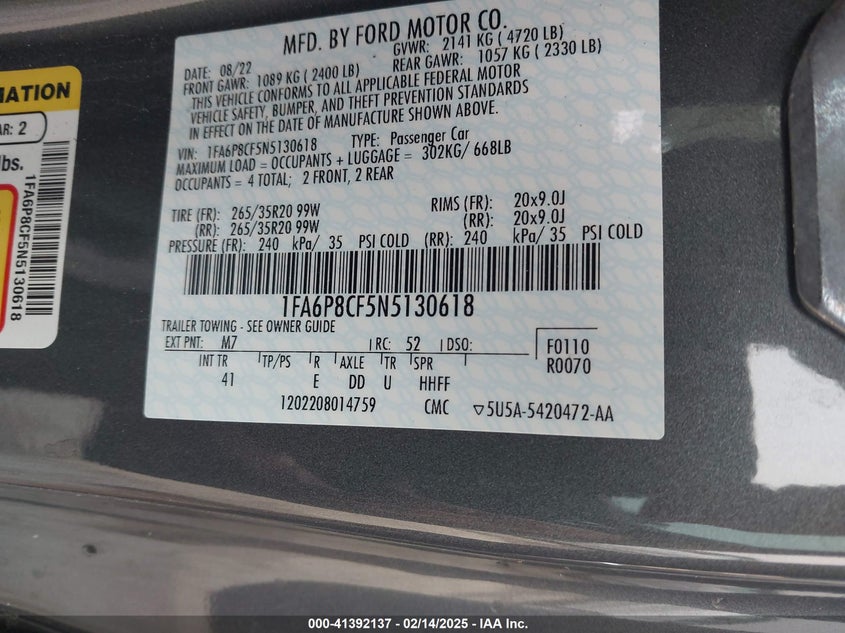 MFD. BY FORD MOTOR CO.
DATE: 08/22 GVWR: 2141 KG ( 4720 LB)
FRONT GAWR: 1089 KG ( 2400 LB) REAR GAWR: 1057 KG ( 2330 LB)
THIS VEHICLE CONFORMS TO ALL APPLICABLE FEDERAL MOTOR
VEHICLE SAFETY, BUMPER, AND THEFT PREVENTION STANDARDS
IN EFFECT ON THE DATE OF MANUFACTURE SHOWN ABOVE.
VIN: 1FA6P8CF5N5130618 TYPE: Passenger Car
MAXIMUM LOAD = OCCUPANTS + LUGGAGE = 302KG/ 668LB
OCCUPANTS = 4 TOTAL; 2 FRONT, 2 REAR
TIRE (FR): 265/35R20 99W RIMS (FR): 20x9.0J
(RR): 265/35R20 99W (RR): 20x9.0J
PRESSURE (FR): 240 kPa/ 35 PSI COLD (RR): 240 kPa/ 35 PSI COLD
1FA6P8CF5N5130618
TRAILER TOWING - SEE OWNER GUIDE
EXT PNT: M7 RC: 52 DSO: F0110
INT TR TP/PS R AXLE TR SPR R0070
41 E DD U HHFF
1202208014759 CMC ▽5U5A-5420472-AA
MATION
AR: 2
lbs.
1FA6P8CF5N5130618
000-41392137 - 02/14/2025 - USA Inc.